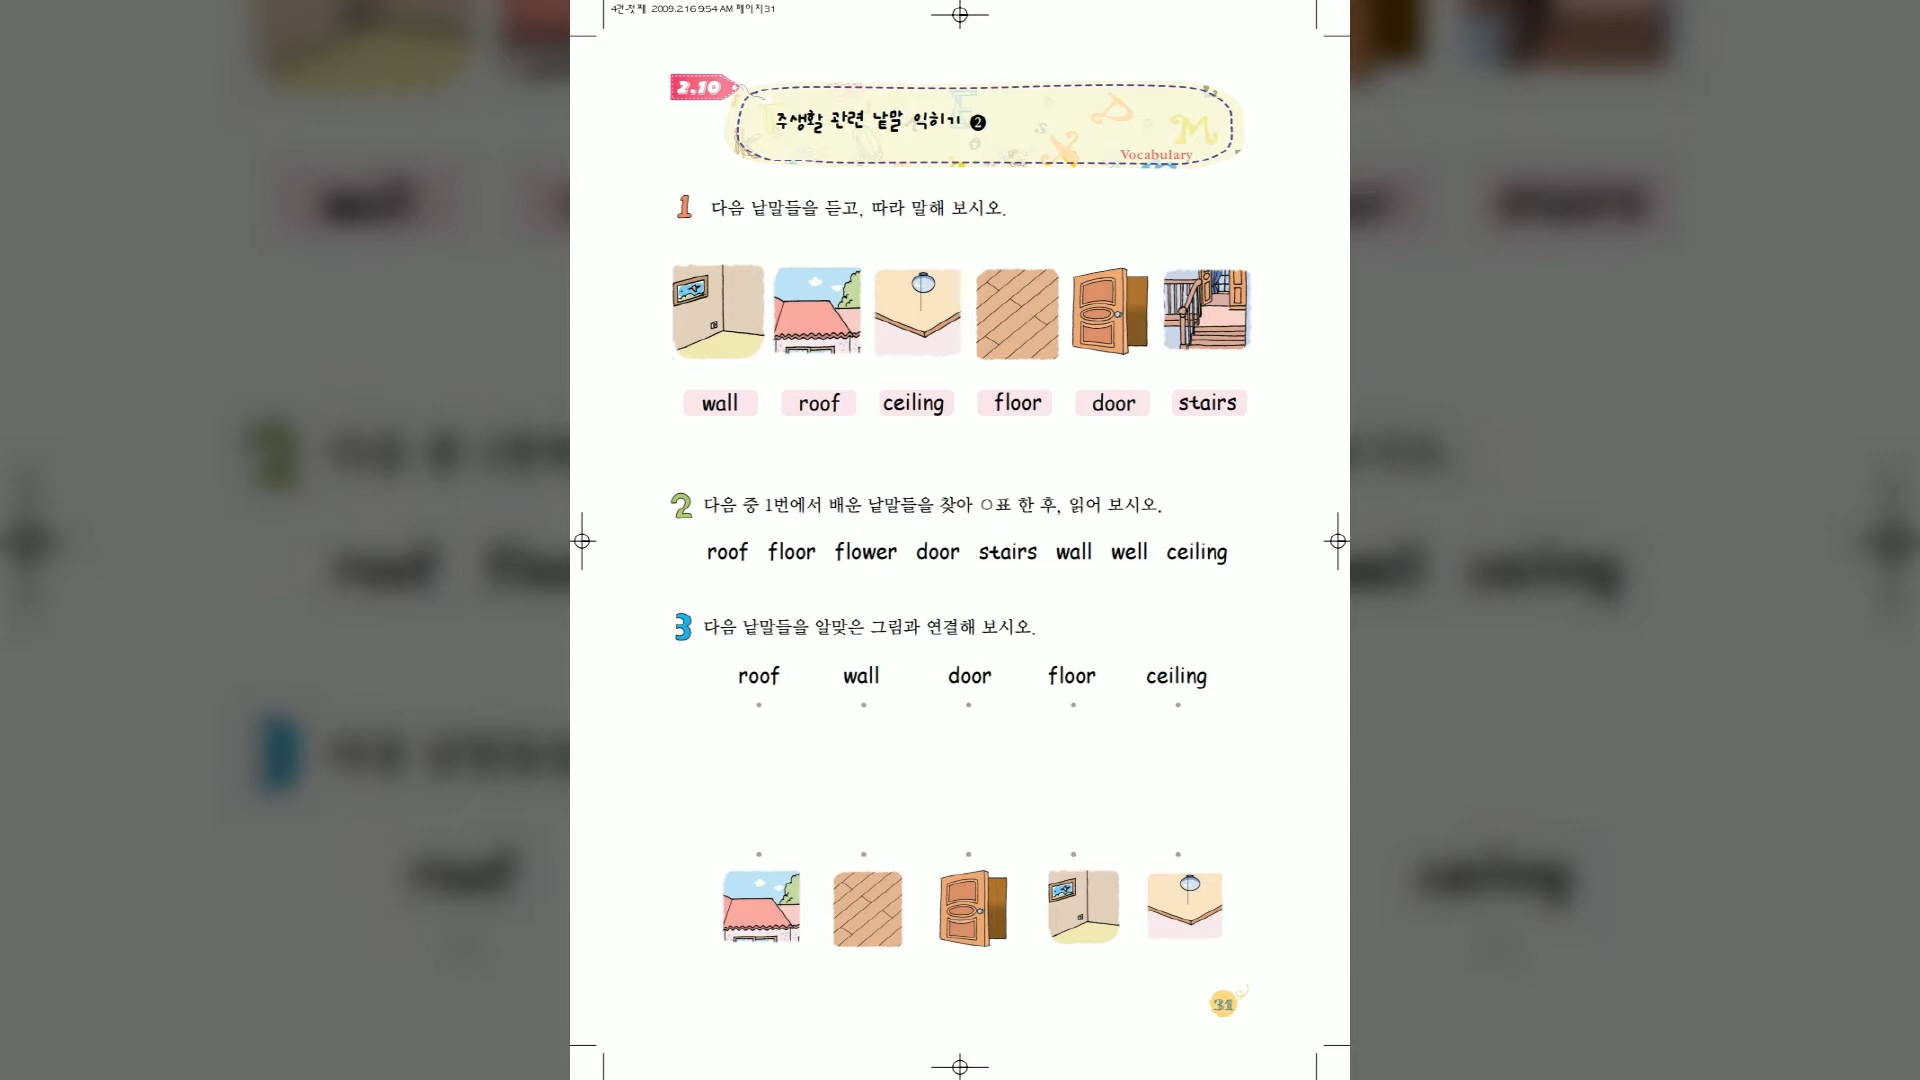 4권-첫째 2009.2.16 9:54 AM 페이지31
2.10
주생활 관련 낱말 익히기 ❷
Vocabulary
1 다음 낱말들을 듣고, 따라 말해 보시오.
wall roof ceiling floor door stairs
2 다음 중 1번에서 배운 낱말들을 찾아 ○표 한 후, 읽어 보시오.
roof floor flower door stairs wall well ceiling
3 다음 낱말들을 알맞은 그림과 연결해 보시오.
roof wall door floor ceiling
31